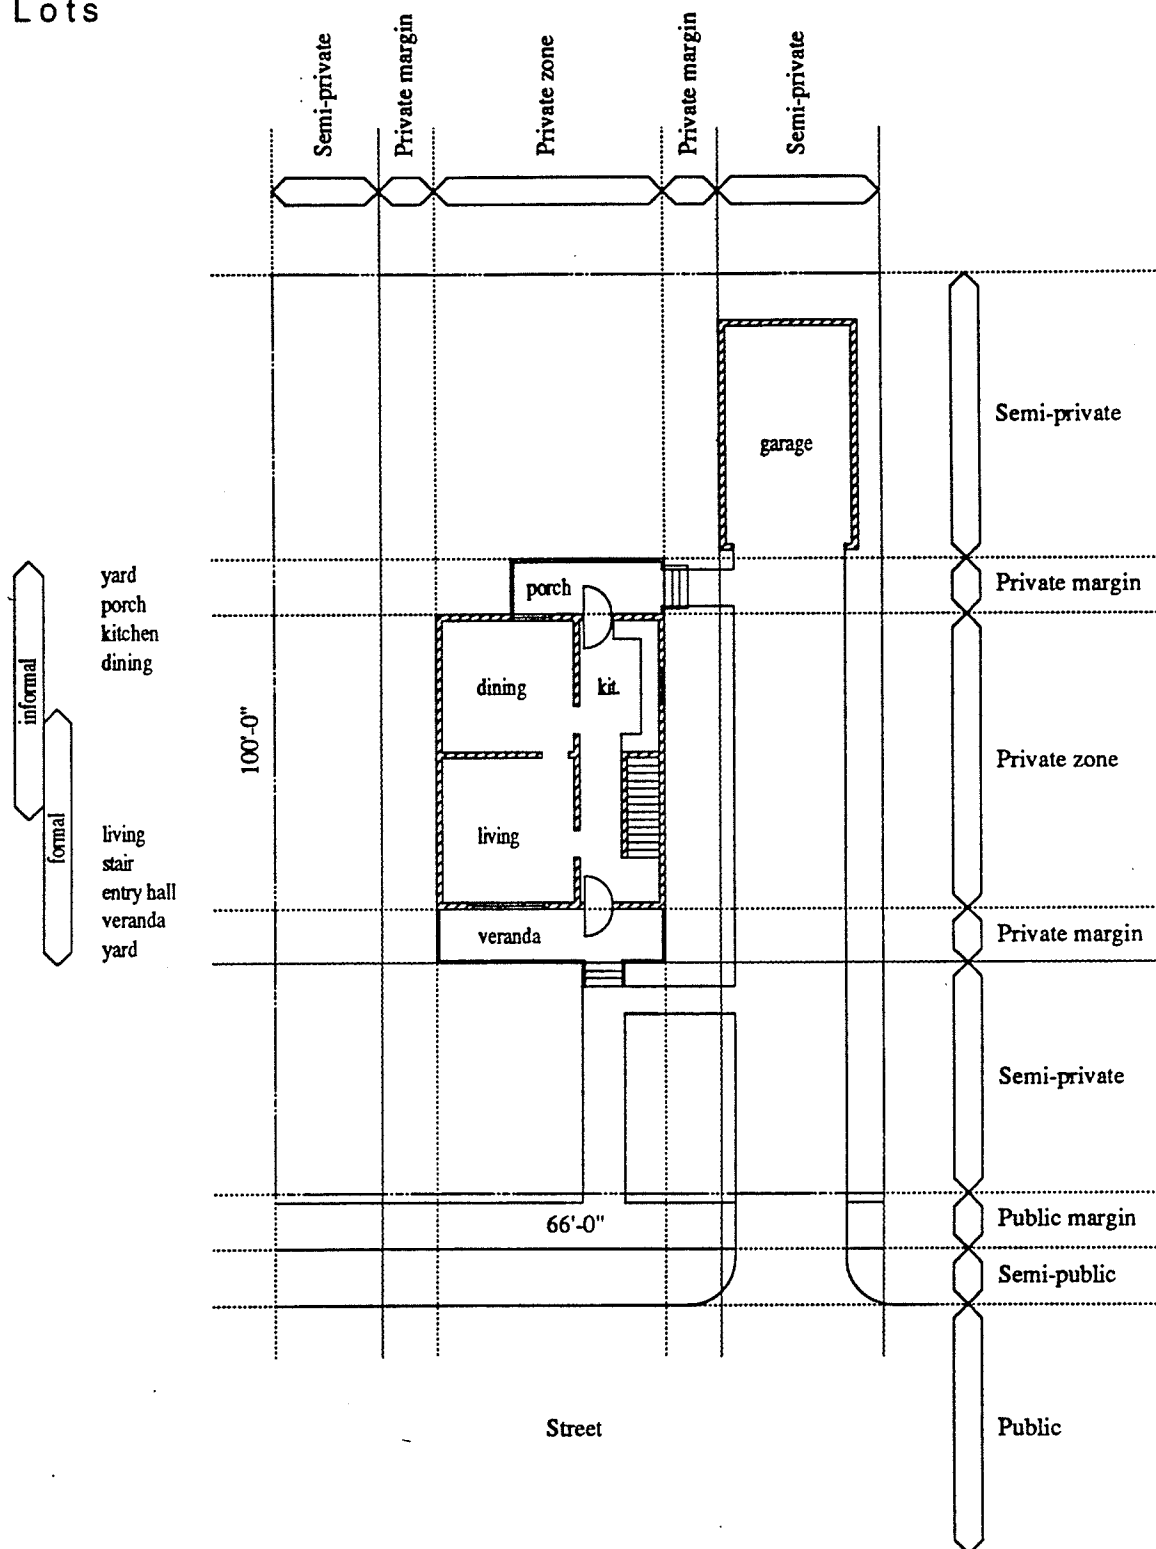 Lots
Semi-private
Private margin
Private zone
Private margin
Semi-private
Semi-private
garage
Private margin
porch
yard
porch
kitchen
dining
informal
dining
kit.
100'-0"
Private zone
formal
living
living
stair
entry hall
veranda
yard
veranda
Private margin
Semi-private
66'-0"
Public margin
Semi-public
Street
Public